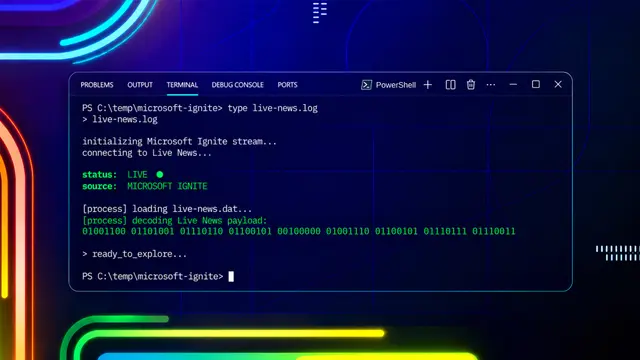 PROBLEMS OUTPUT TERMINAL DEBUG CONSOLE PORTS PowerShell
PS C:\temp\microsoft-ignite> type live-news.log
> live-news.log
initializing Microsoft Ignite stream...
connecting to Live News...
status: LIVE
source: MICROSOFT IGNITE
[process] loading live-news.dat...
[process] decoding Live News payload:
01001100 01101001 01110110 01100101 00100000 01001110 01100101 01110111 01110011
> ready_to_explore...
PS C:\temp\microsoft-ignite>